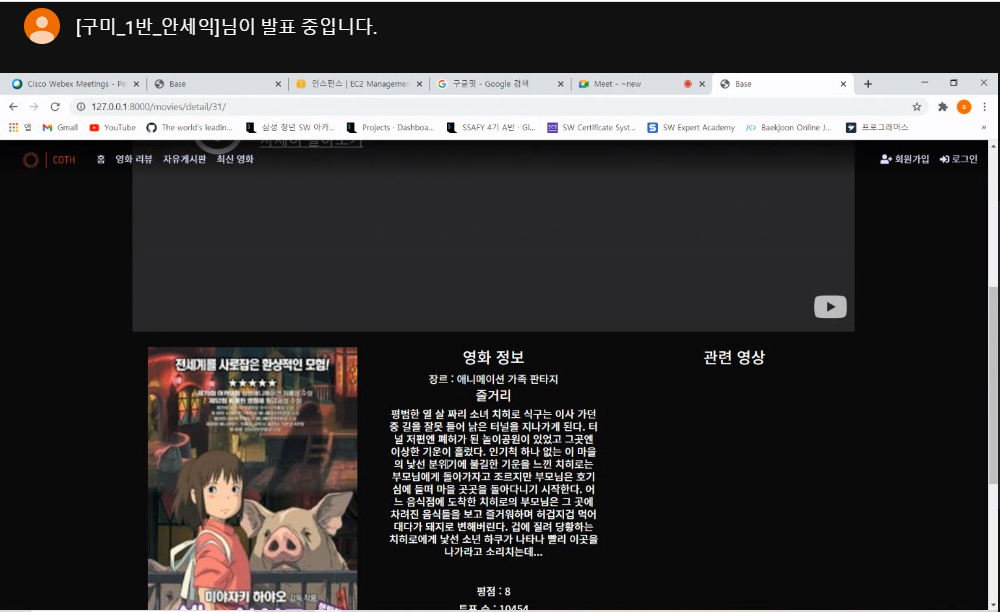 [구미_1반_안세익]님이 발표 중입니다.
Cisco Webex Meetings - Pe
Base
인스턴스 | EC2 Managemen
구글밋 - Google 검색
Meet - ~new
Base
127.0.0.1:8000/movies/detail/31/
앱
Gmail
YouTube
The world's leadin...
삼성 청년 SW 아카...
Projects · Dashboa...
SSAFY 4기 A반 · Gi...
SW Certificate Syst...
SW Expert Academy
Baekjoon Online J...
프로그래머스
COTH
홈
영화 리뷰
자유게시판
최신 영화
회원가입
로그인
자세히 알아보기
전세계를 사로잡은 환상적인 모험!
미야자키 하야오 감독 작품
영화 정보
장르 : 애니메이션 가족 판타지
줄거리
평범한 열 살 짜리 소녀 치히로 식구는 이사 가던
중 길을 잘못 들어 낡은 터널을 지나가게 된다. 터
널 저편엔 폐허가 된 놀이공원이 있었고 그곳엔
이상한 기운이 흘렀다. 인기척 하나 없는 이 마을
의 낯선 분위기에 불길한 기운을 느낀 치히로는
부모님에게 돌아가자고 조르지만 부모님은 호기
심에 들떠 마을 곳곳을 돌아다니기 시작한다. 어
느 음식점에 도착한 치히로의 부모님은 그 곳에
차려진 음식들을 보고 즐거워하며 허겁지겁 먹어
대다가 돼지로 변해버린다. 겁에 질려 당황하는
치히로에게 낯선 소년 하쿠가 나타나 빨리 이곳을
나가라고 소리치는데...
평점 : 8
투표 수 : 10454
관련 영상